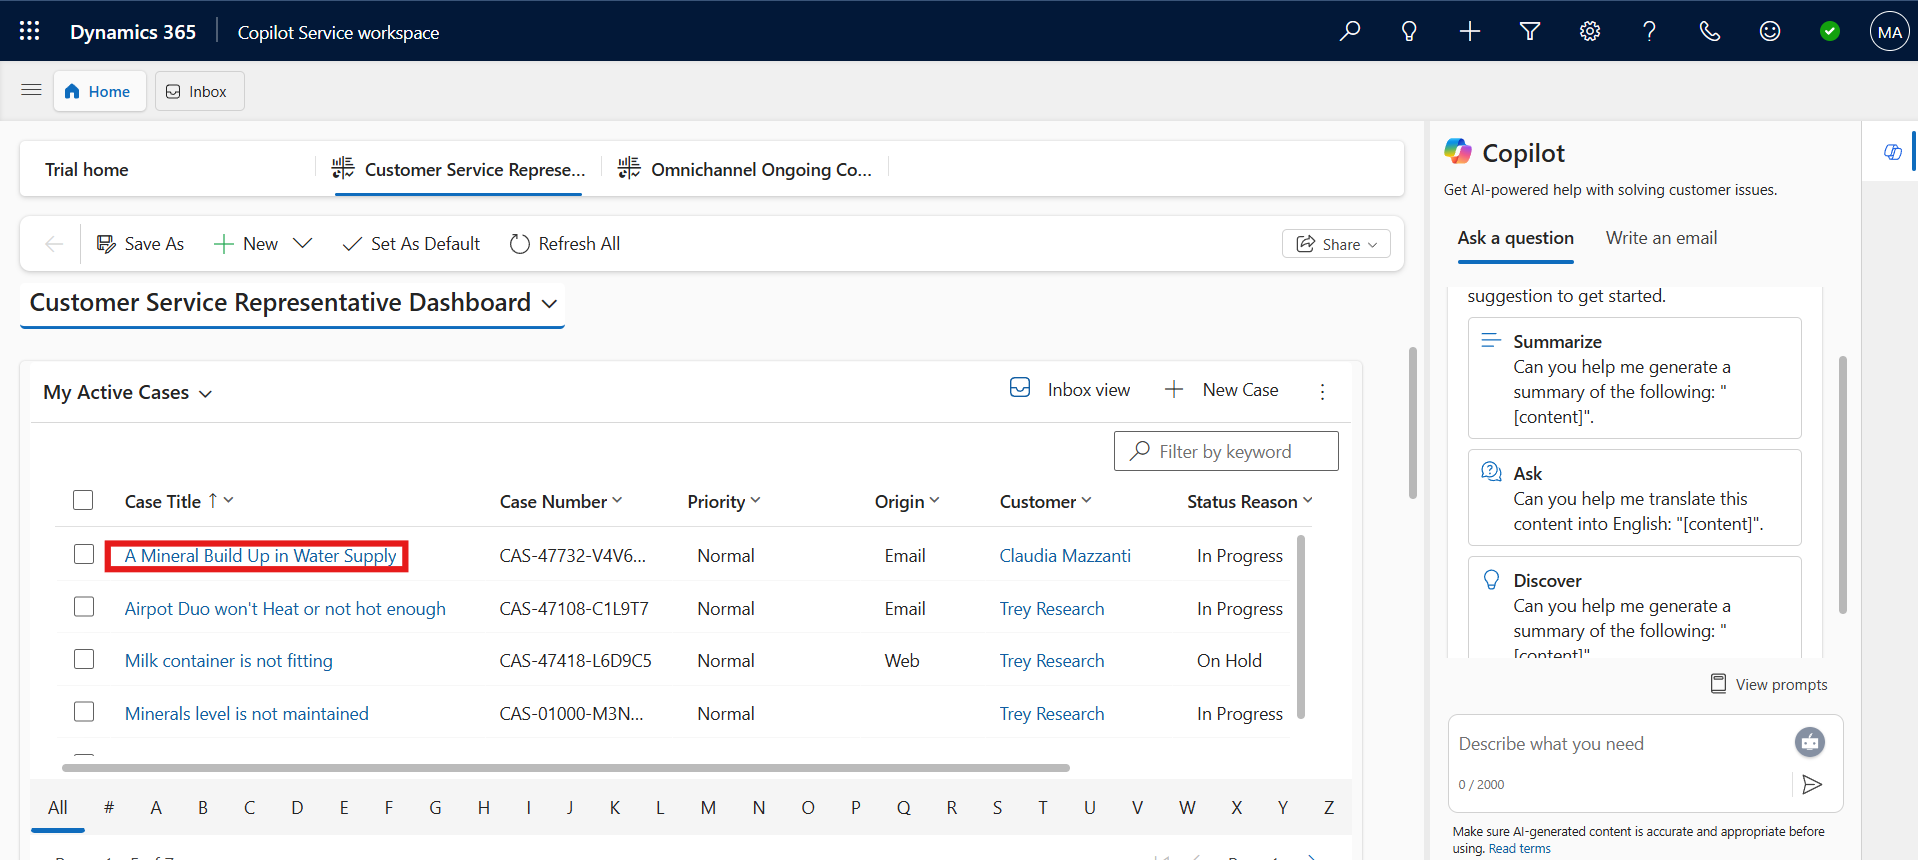 Dynamics 365
Copilot Service workspace
MA
Home
Inbox
Trial home
Customer Service Represe...
Omnichannel Ongoing Co...
Save As
New
Set As Default
Refresh All
Share
Customer Service Representative Dashboard
My Active Cases
Inbox view
New Case
Filter by keyword
Case Title ↑ Case Number Priority Origin Customer Status Reason
A Mineral Build Up in Water Supply CAS-47732-V4V6... Normal Email Claudia Mazzanti In Progress
Airpot Duo won't Heat or not hot enough CAS-47108-C1L9T7 Normal Email Trey Research In Progress
Milk container is not fitting CAS-47418-L6D9C5 Normal Web Trey Research On Hold
Minerals level is not maintained CAS-01000-M3N... Normal Trey Research In Progress
All # A B C D E F G H I J K L M N O P Q R S T U V W X Y Z
Copilot
Get AI-powered help with solving customer issues.
Ask a question
Write an email
suggestion to get started.
Summarize
Can you help me generate a
summary of the following: "
[content]".
Ask
Can you help me translate this
content into English: "[content]".
Discover
Can you help me generate a
summary of the following: "
[content]".
View prompts
Describe what you need
0 / 2000
Make sure AI-generated content is accurate and appropriate before
using. Read terms